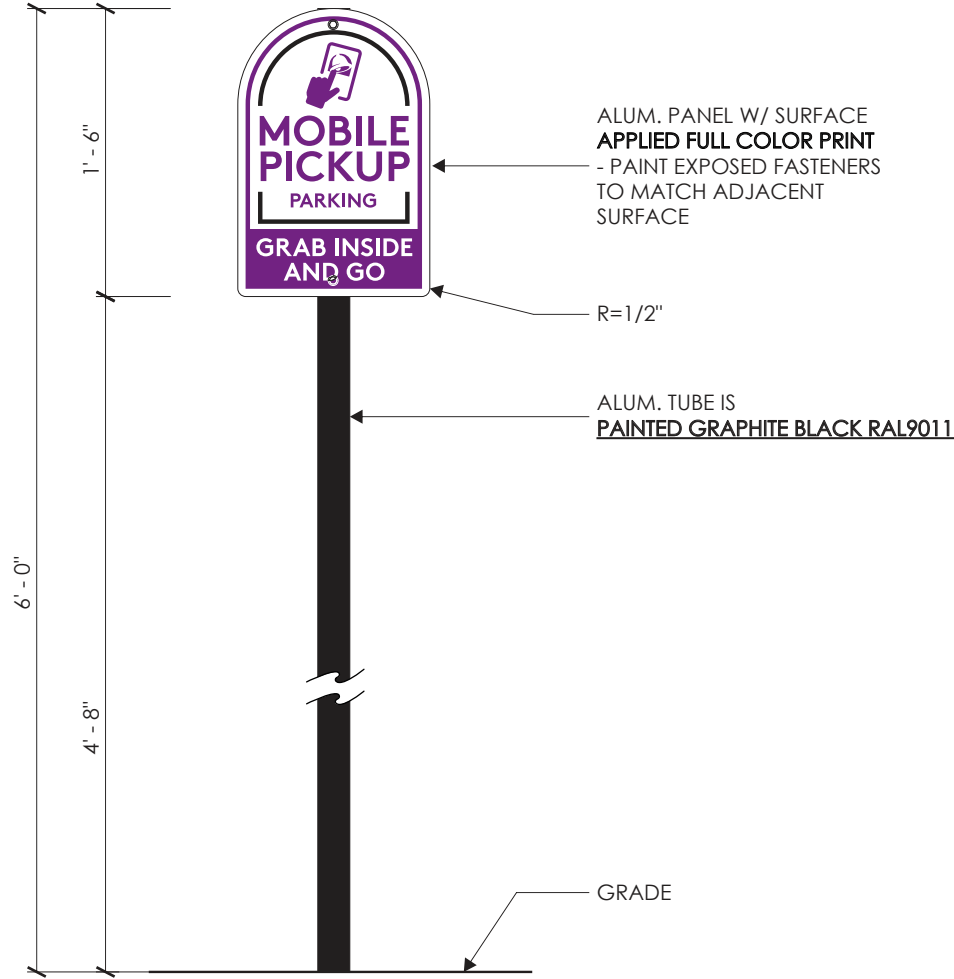 MOBILE
PICKUP
PARKING
GRAB INSIDE
AND GO
1' - 6"
6' - 0"
4' - 8"
ALUM. PANEL W/ SURFACE
APPLIED FULL COLOR PRINT
- PAINT EXPOSED FASTENERS
TO MATCH ADJACENT
SURFACE
R=1/2"
ALUM. TUBE IS
PAINTED GRAPHITE BLACK RAL9011
GRADE